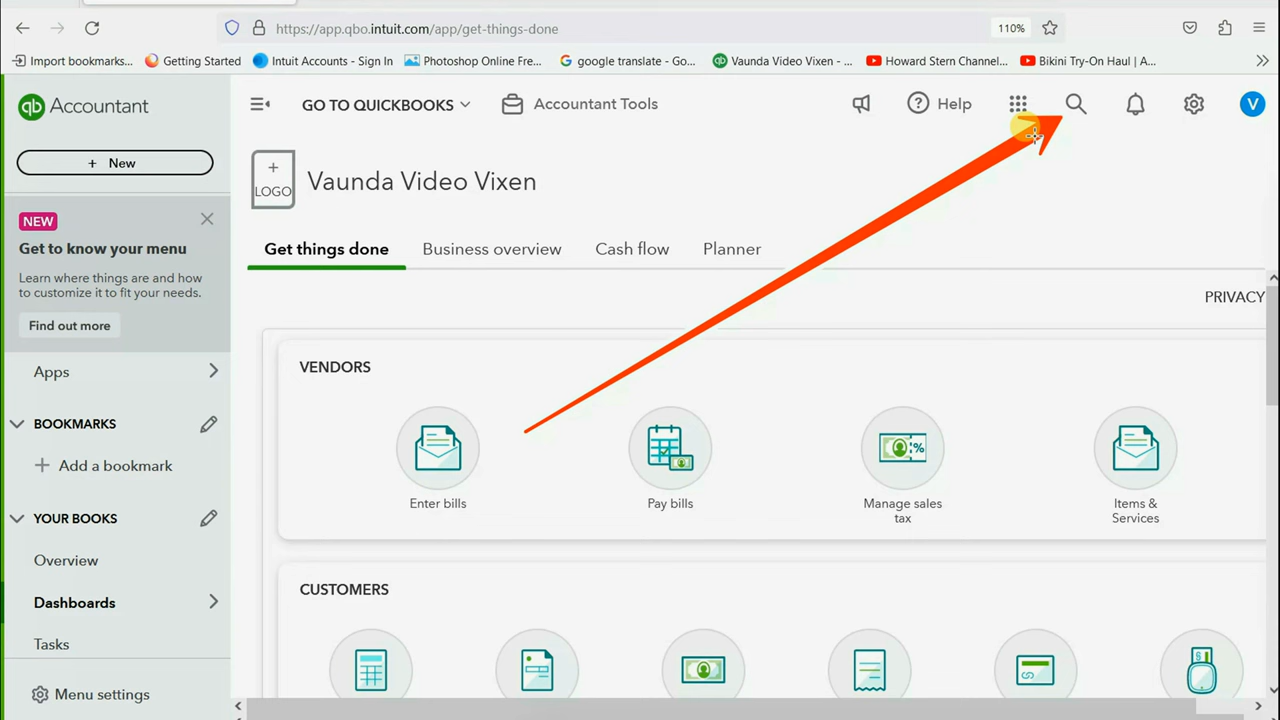 https://app.qbo.intuit.com/app/get-things-done
110%
Import bookmarks...
Getting Started
Intuit Accounts - Sign In
Photoshop Online Fre...
google translate - Go...
Vaunda Video Vixen - ...
Howard Stern Channel...
Bikini Try-On Haul | A...
qb Accountant
GO TO QUICKBOOKS
Accountant Tools
Help
V
+ New
+
LOGO
Vaunda Video Vixen
NEW
Get to know your menu
Learn where things are and how
to customize it to fit your needs.
Find out more
Get things done
Business overview
Cash flow
Planner
PRIVACY
Apps
BOOKMARKS
+ Add a bookmark
YOUR BOOKS
Overview
Dashboards
Tasks
Menu settings
VENDORS
Enter bills
Pay bills
Manage sales
tax
Items &
Services
CUSTOMERS